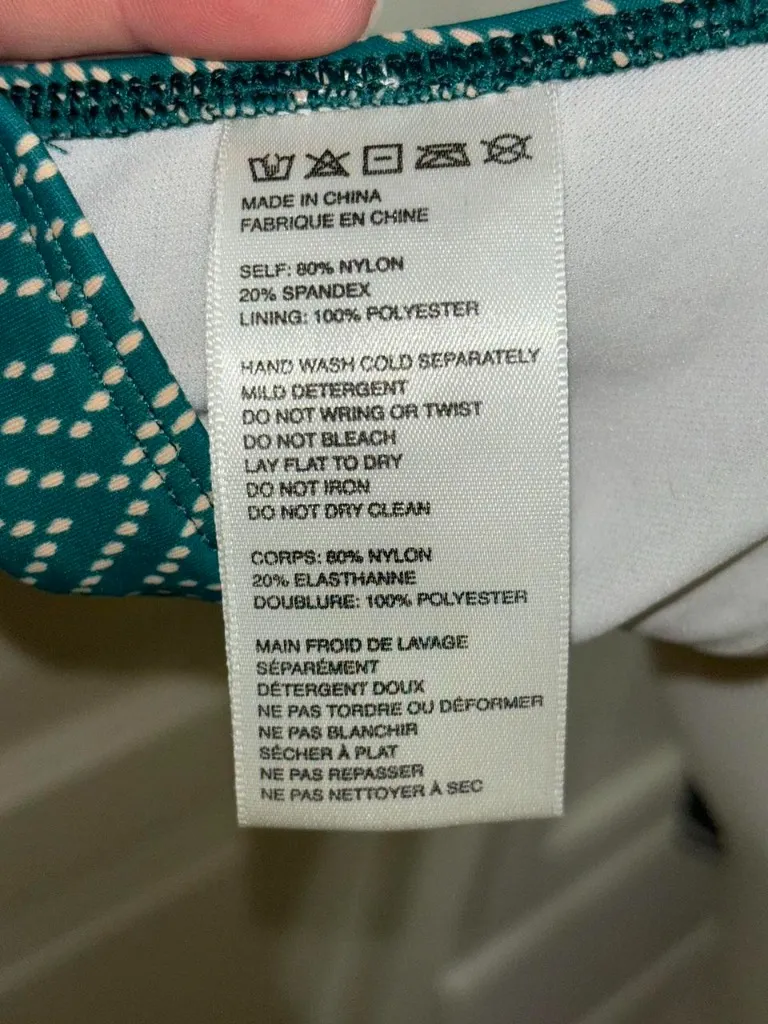 MADE IN CHINA
FABRIQUE EN CHINE
SELF: 80% NYLON
20% SPANDEX
LINING: 100% POLYESTER
HAND WASH COLD SEPARATELY
MILD DETERGENT
DO NOT WRING OR TWIST
DO NOT BLEACH
LAY FLAT TO DRY
DO NOT IRON
DO NOT DRY CLEAN
CORPS: 80% NYLON
20% ELASTHANNE
DOUBLURE: 100% POLYESTER
MAIN FROID DE LAVAGE
SÉPARÉMENT
DÉTERGENT DOUX
NE PAS TORDRE OU DÉFORMER
NE PAS BLANCHIR
SÉCHER À PLAT
NE PAS REPASSER
NE PAS NETTOYER À SEC